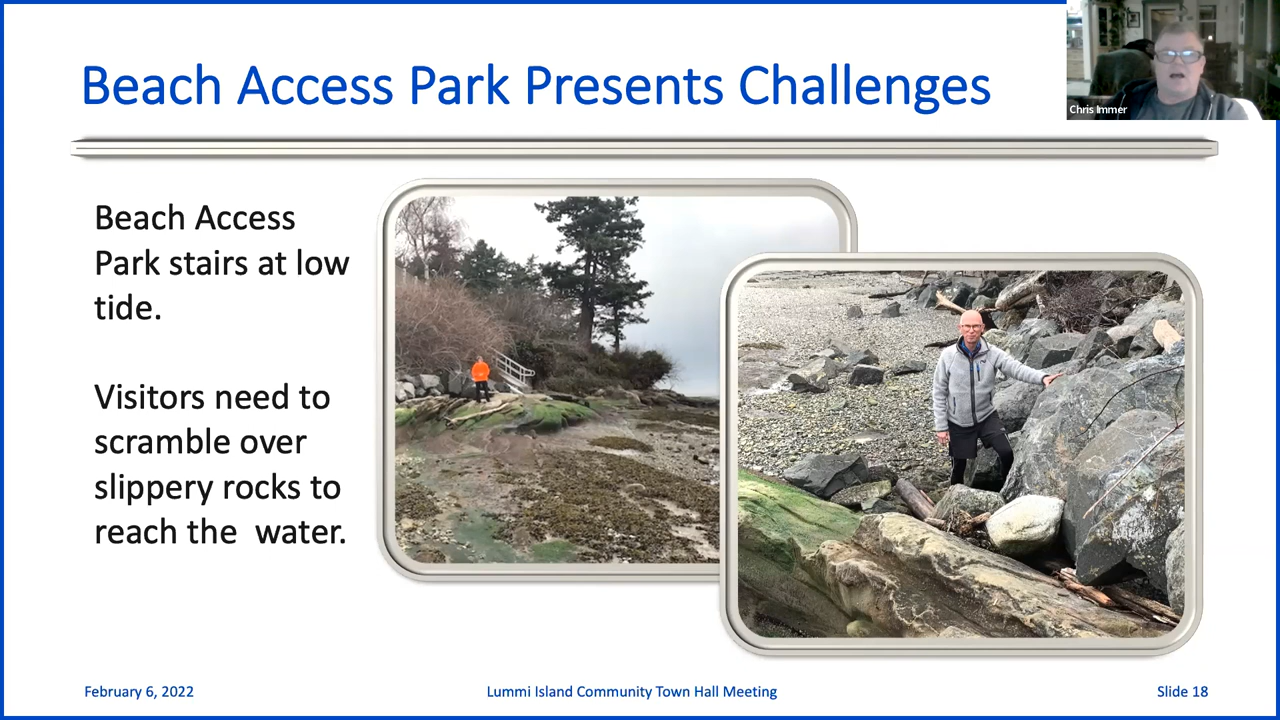 Beach Access Park Presents Challenges
Chris Immer
Beach Access
Park stairs at low
tide.
Visitors need to
scramble over
slippery rocks to
reach the  water.
February 6, 2022
Lummi Island Community Town Hall Meeting
Slide 18